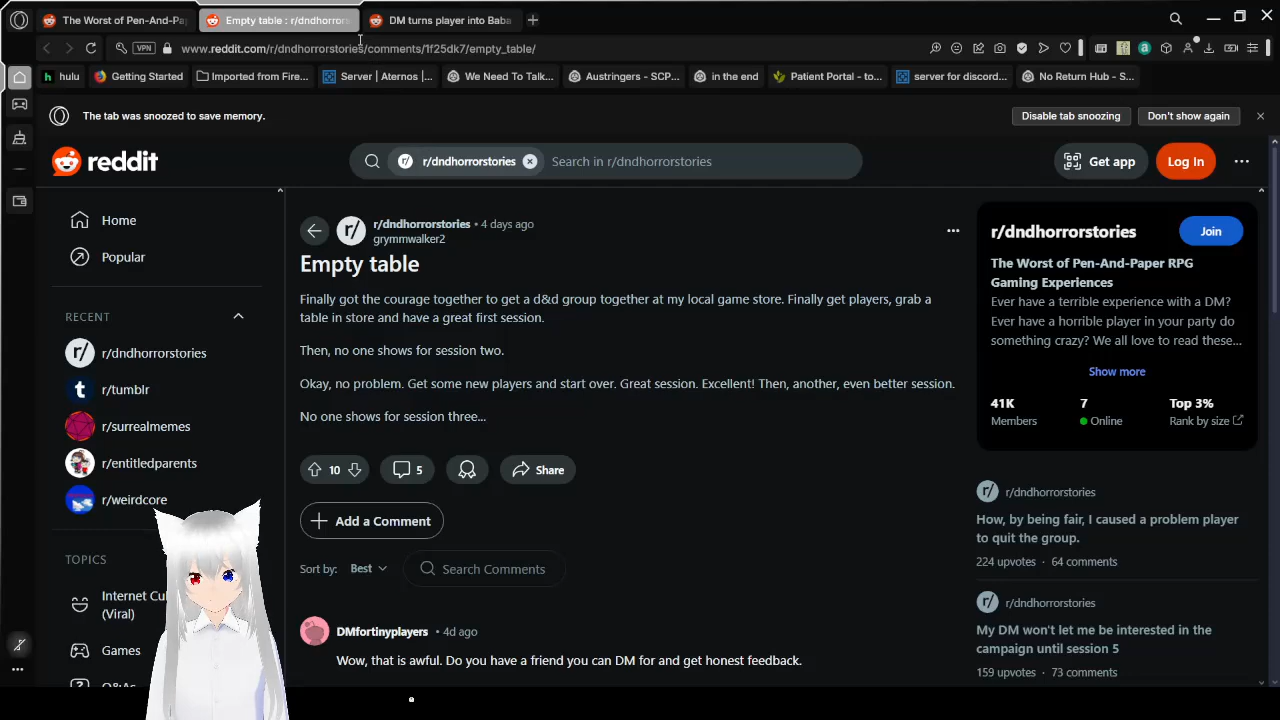 The Worst of Pen-And-Pa
Empty table : r/dndhorrors
DM turns player into Baba
VPN
www.reddit.com/r/dndhorrorstories/comments/1f25dk7/empty_table/
hulu
Getting Started
Imported from Fire...
Server | Aternos |...
We Need To Talk...
Austringers - SCP...
in the end
Patient Portal - to...
server for discord...
No Return Hub - S...
The tab was snoozed to save memory.
Disable tab snoozing
Don't show again
reddit
r/dndhorrorstories
Search in r/dndhorrorstories
Get app
Log In
Home
Popular
RECENT
r/dndhorrorstories
r/tumblr
r/surrealmemes
r/entitledparents
r/weirdcore
TOPICS
Internet Cul
(Viral)
Games
r/dndhorrorstories • 4 days ago
grymmwalker2
Empty table
Finally got the courage together to get a d&d group together at my local game store. Finally get players, grab a
table in store and have a great first session.
Then, no one shows for session two.
Okay, no problem. Get some new players and start over. Great session. Excellent! Then, another, even better session.
No one shows for session three...
10
5
Share
Add a Comment
Sort by: Best
Search Comments
DMfortinyplayers • 4d ago
Wow, that is awful. Do you have a friend you can DM for and get honest feedback.
r/dndhorrorstories
Join
The Worst of Pen-And-Paper RPG
Gaming Experiences
Ever have a terrible experience with a DM?
Ever have a horrible player in your party do
something crazy? We all love to read these...
Show more
41K
Members
7
Online
Top 3%
Rank by size
r/dndhorrorstories
How, by being fair, I caused a problem player
to quit the group.
224 upvotes · 64 comments
r/dndhorrorstories
My DM won't let me be interested in the
campaign until session 5
159 upvotes · 73 comments